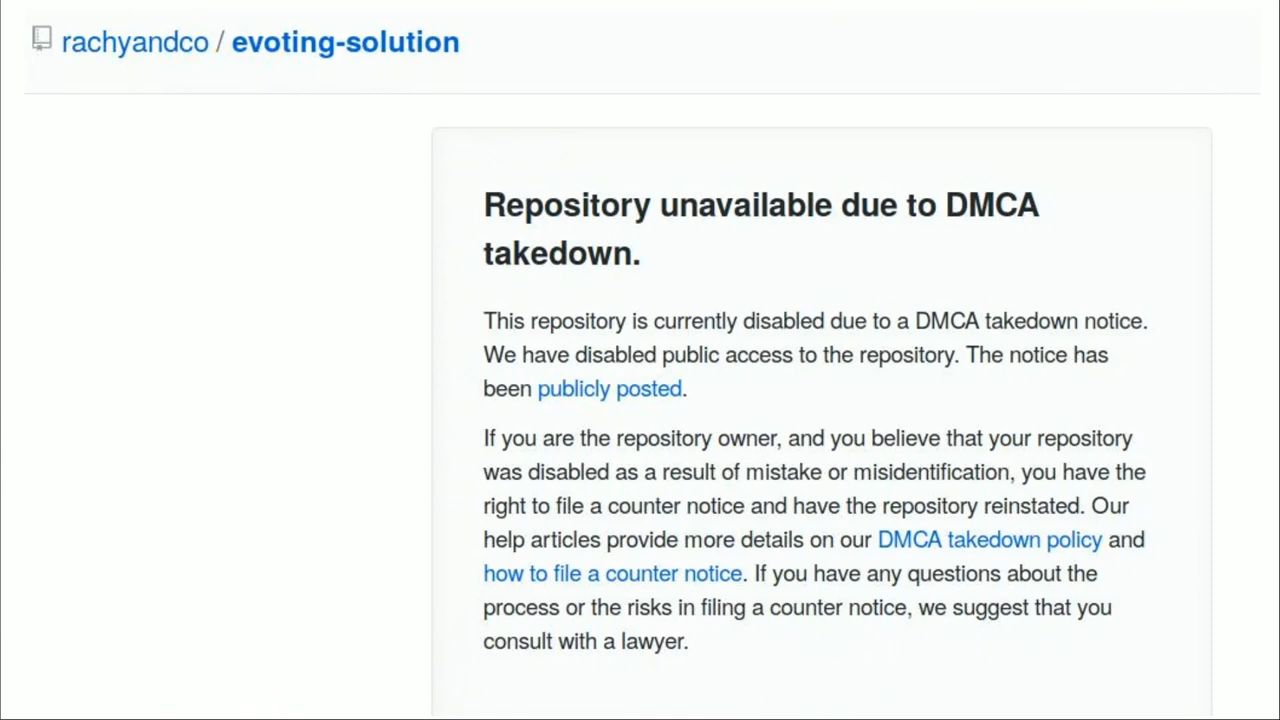 rachyandco / evoting-solution
Repository unavailable due to DMCA
takedown.
This repository is currently disabled due to a DMCA takedown notice.
We have disabled public access to the repository. The notice has
been publicly posted.
If you are the repository owner, and you believe that your repository
was disabled as a result of mistake or misidentification, you have the
right to file a counter notice and have the repository reinstated. Our
help articles provide more details on our DMCA takedown policy and
how to file a counter notice. If you have any questions about the
process or the risks in filing a counter notice, we suggest that you
consult with a lawyer.